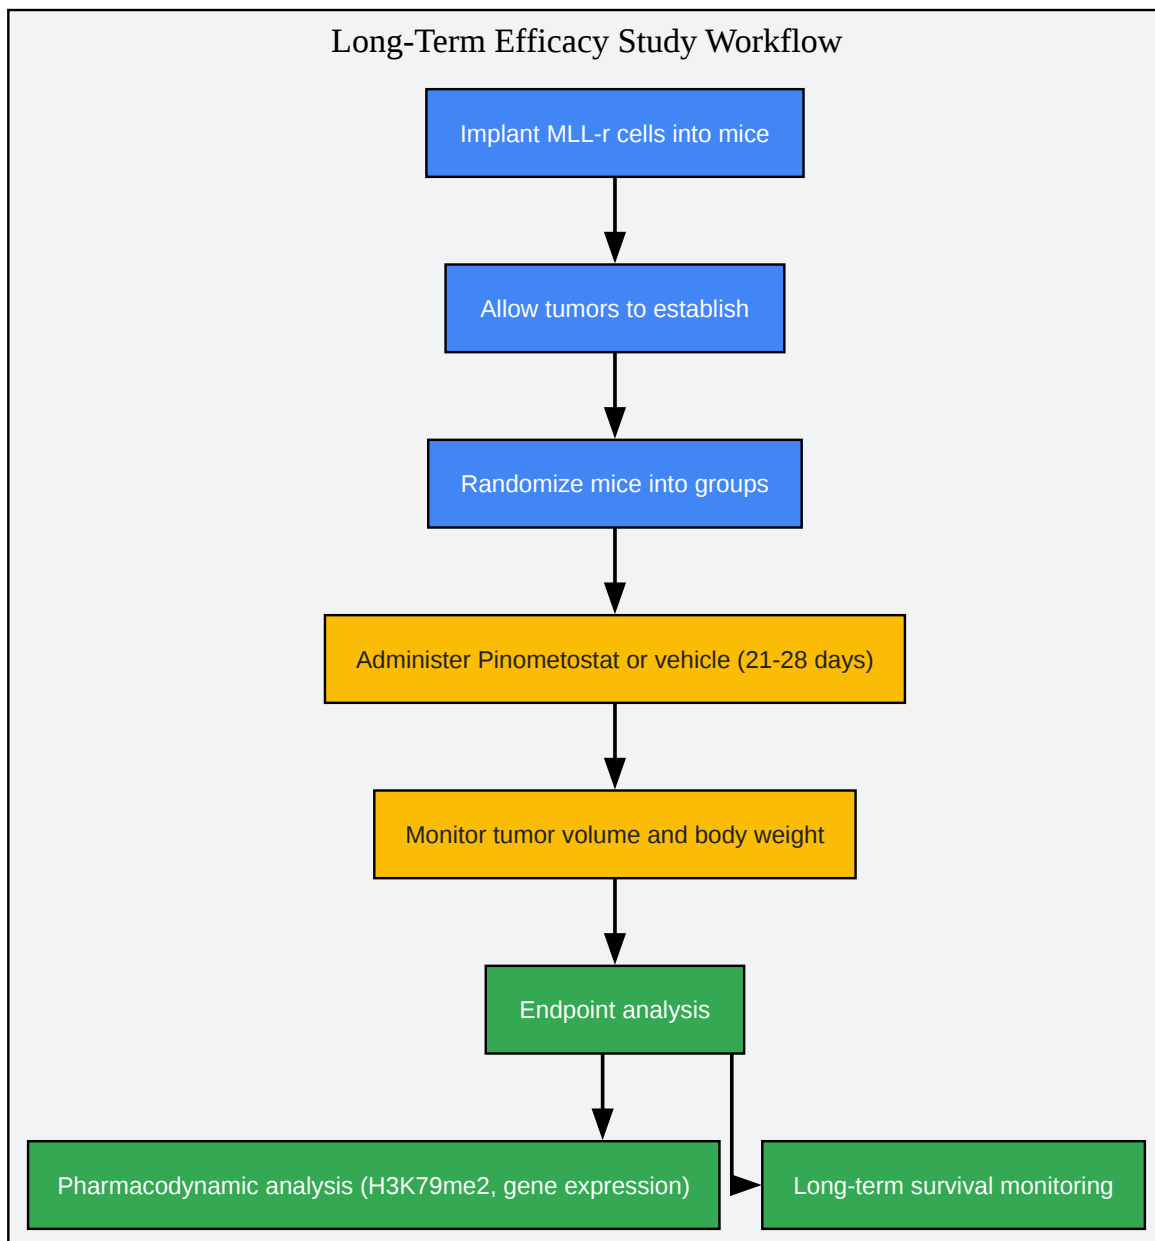 Long-Term Efficacy Study Workflow
Implant MLL-r cells into mice
Allow tumors to establish
Randomize mice into groups
Administer Pinometostat or vehicle (21-28 days)
Monitor tumor volume and body weight
Endpoint analysis
Pharmacodynamic analysis (H3K79me2, gene expression)
Long-term survival monitoring